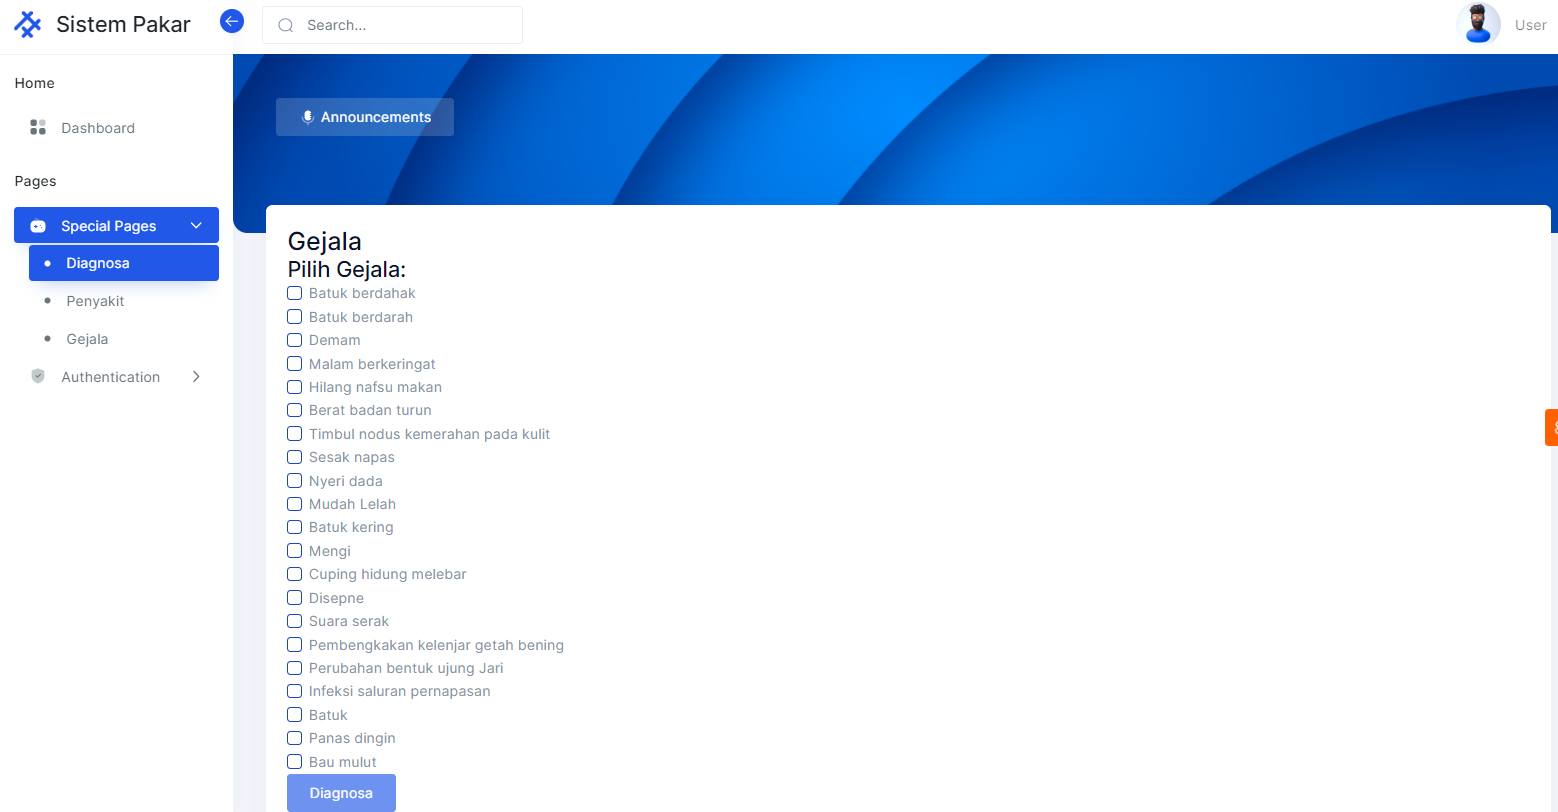 Sistem Pakar
Search...
User
Home
Dashboard
Pages
Special Pages
Diagnosa
Penyakit
Gejala
Authentication
Announcements
Gejala
Pilih Gejala:
Batuk berdahak
Batuk berdarah
Demam
Malam berkeringat
Hilang nafsu makan
Berat badan turun
Timbul nodus kemerahan pada kulit
Sesak napas
Nyeri dada
Mudah Lelah
Batuk kering
Mengi
Cuping hidung melebar
Disepne
Suara serak
Pembengkakan kelenjar getah bening
Perubahan bentuk ujung Jari
Infeksi saluran pernapasan
Batuk
Panas dingin
Bau mulut
Diagnosa